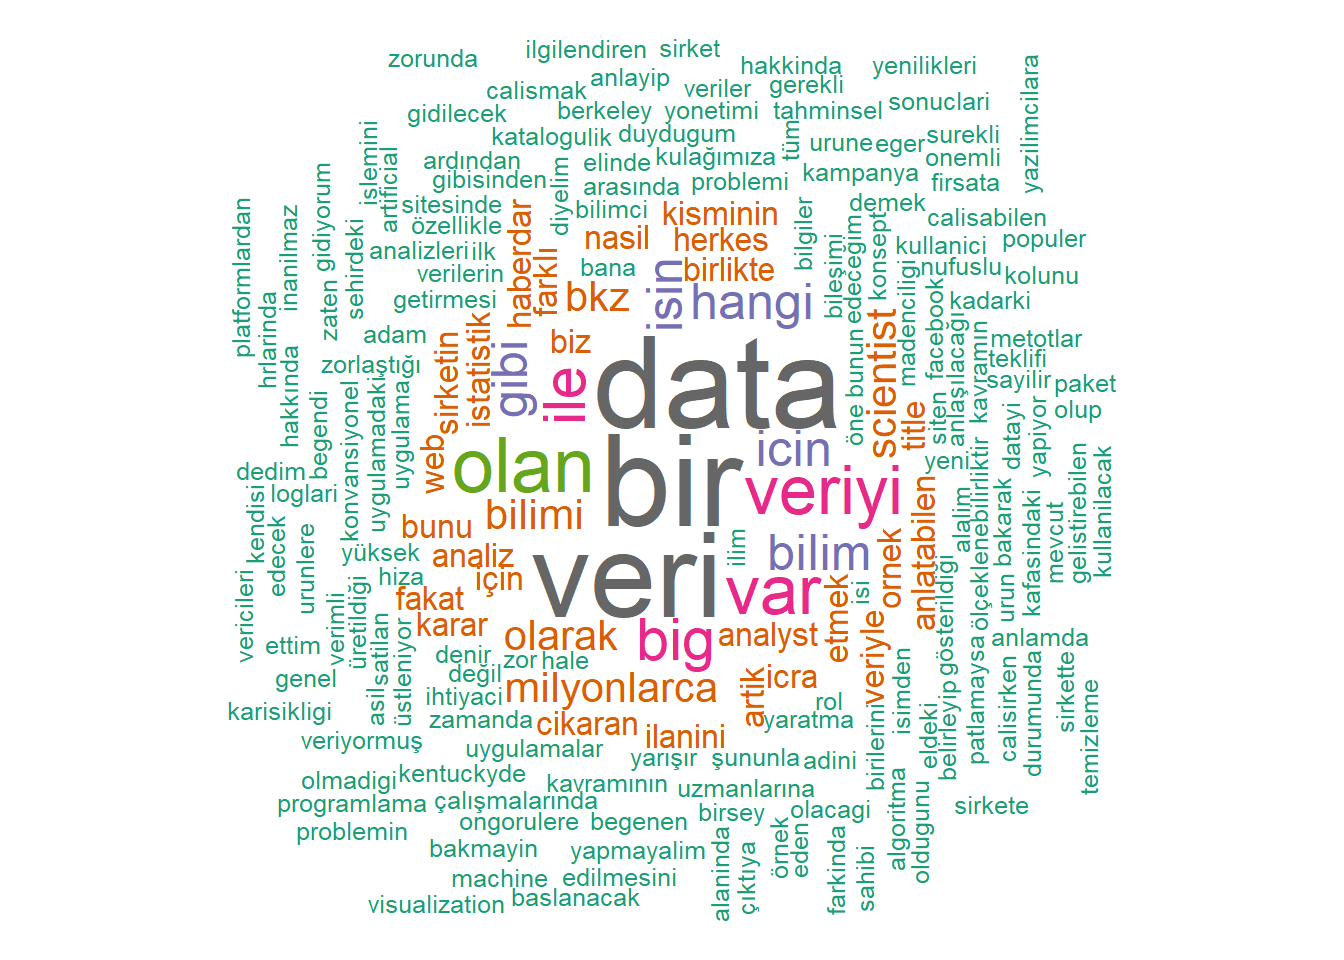 ilgilendiren
sirket
zorunda
hakkinda
yenilikleri
anlayip
calismak
veriler
gerekli
sonuclari
gidilecek
berkeley
yonetimi
tahminsel
yazilimcilara
katalogulik
duydugum
tüm
urune
eger
surekli
islemini
artificial
ardından
elinde
kulağımıza
onemli
gibisinden
arasında
problemi
kampanya
firsata
diyelim
sitesinde
bilimci
kisminin
bilgiler
demek
calisabilen
platformlardan
inanilmaz
gidiyorum
sehirdeki
özellikle
haberdar
nasil
herkes
konsept
kullanici
populer
analizleri
ilk
farklı
bana
birlikte
bileşimi
edeceğim
nufuslu
kolunu
verilerin
isin
madenciligi
getirmesi
bkz
hangi
kadarki
zaten
hrlarinda
adam
sirketin
istatistik
gibi
biz
data
bunun
scientist
facebook
metotlar
zorlaştığı
ile
teklifi
sayilir
paket
hakkında
begendi
konvansiyonel
uygulamadaki
uygulama
öne
title
siten
anlaşılacağı
kavramın
olup
web
olan
bir
icin
datayi
yapiyor
dedim
yeni
loglari
veriyi
kendisi
edecek
urunlere
bunu
bilimi
anlatabilen
alalim
ölçeklenebilirliktir
bakarak
urun
kafasındaki
mevcut
gelistirebilen
kullanilacak
yüksek
analiz
veri
ilim
bilim
ornek
hiza
için
fakat
var
isi
vericileri
verimli
üretildiği
karar
olarak
big
analyst
etmek
gösterildiği
anlamda
ettim
satilan
üstleniyor
denir
zor
hale
değil
veriyle
genel
asil
ihtiyaci
milyonlarca
artik
icra
isimden
patlamaysa
calisirken
durumunda
sirkette
temizleme
karisikligi
zamanda
cikaran
ilanini
rol
yaratma
birilerini
eldeki
belirleyip
veriyormuş
uygulamalar
yarışır
şununla
adini
olmadigi
kentuckyde
kavramının
uzmanlarına
programlama
çalışmalarında
birsey
olacagi
algoritma
sirkete
problemin
ongorulere
begenen
oldugunu
bakmayin
yapmayalim
alaninda
çıktıya
örnek
eden
farkinda
sahibi
machine
edilmesini
visualization
baslanacak